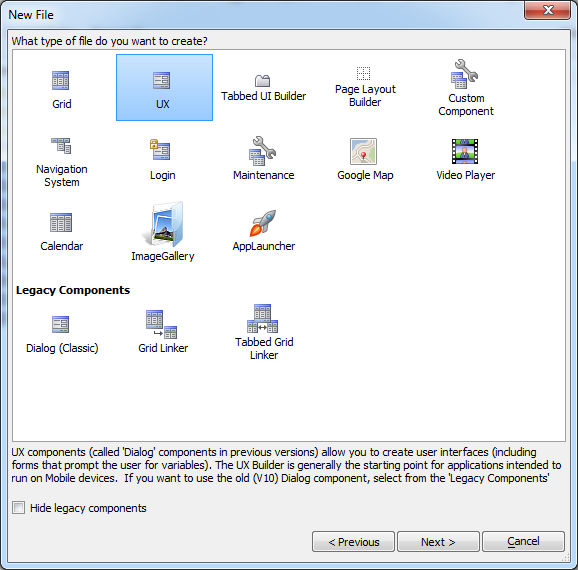 New File
What type of file do you want to create?
Grid
UX
Tabbed UI Builder
Page Layout
Builder
Custom
Component
Navigation
System
Login
Maintenance
Google Map
Video Player
Calendar
ImageGallery
AppLauncher
Legacy Components
Dialog (Classic)
Grid Linker
Tabbed Grid
Linker
UX components (called 'Dialog' components in previous versions) allow you to create user interfaces (including
forms that prompt the user for variables). The UX Builder is generally the starting point for applications intended to
run on Mobile devices.  If you want to use the old (V10) Dialog component, select from the 'Legacy Components'
Hide legacy components
< Previous
Next >
Cancel